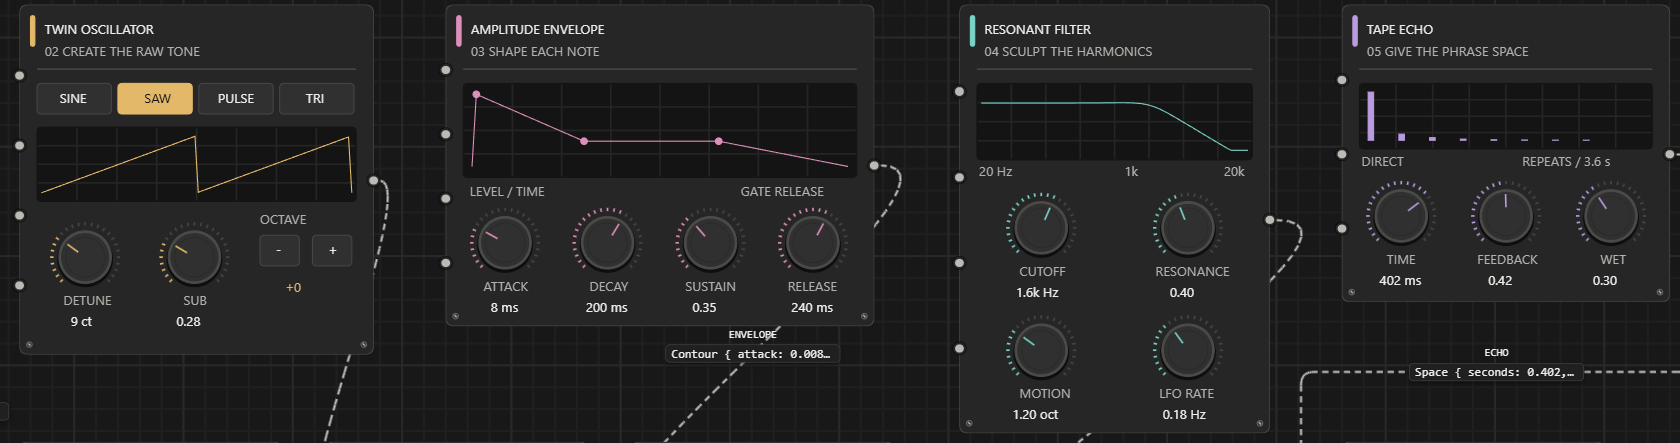 TWIN OSCILLATOR
02 CREATE THE RAW TONE
SINE
SAW
PULSE
TRI
OCTAVE
-
+
+0
DETUNE
9 ct
SUB
0.28
AMPLITUDE ENVELOPE
03 SHAPE EACH NOTE
LEVEL / TIME
GATE RELEASE
ATTACK
8 ms
DECAY
200 ms
SUSTAIN
0.35
RELEASE
240 ms
ENVELOPE
Contour { attack: 0.008…
RESONANT FILTER
04 SCULPT THE HARMONICS
20 Hz
1k
20k
CUTOFF
1.6k Hz
RESONANCE
0.40
MOTION
1.20 oct
LFO RATE
0.18 Hz
TAPE ECHO
05 GIVE THE PHRASE SPACE
DIRECT
REPEATS / 3.6 s
TIME
402 ms
FEEDBACK
0.42
WET
0.30
ECHO
Space { seconds: 0.402,…